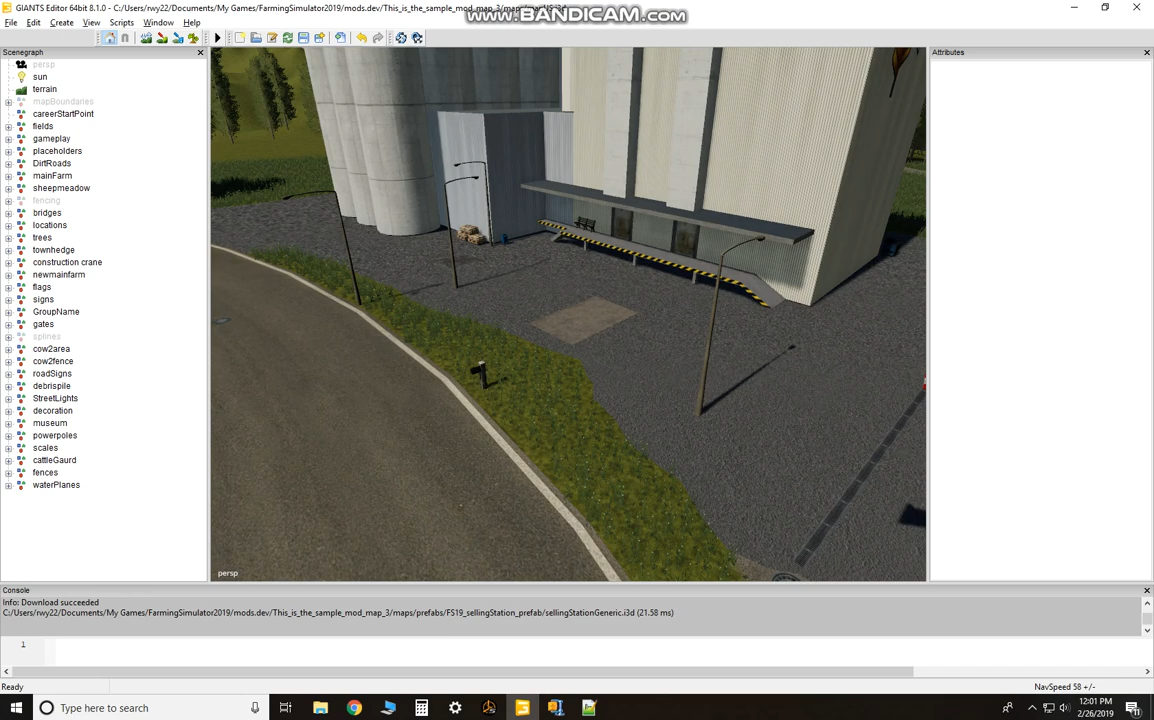 GIANTS Editor 64bit 8.1.0 - C:/Users/rwy22/Documents/My Games/FarmingSimulator2019/mods.dev/This_is_the_sample_mod_map_3/maps/
www.BANDICAM.com
File Edit Create View Scripts Window Help
Scenegraph
Attributes
persp
sun
terrain
mapBoundaries
careerStartPoint
fields
gameplay
placeholders
DirtRoads
mainFarm
sheepmeadow
fencing
bridges
locations
trees
townhedge
construction crane
newmainfarm
flags
signs
GroupName
gates
splines
cow2area
cow2fence
roadSigns
debrispile
StreetLights
decoration
museum
powerpoles
scales
cattleGaurd
fences
waterPlanes
persp
Console
Info: Download succeeded
C:/Users/rwy22/Documents/My Games/FarmingSimulator2019/mods.dev/This_is_the_sample_mod_map_3/maps/prefabs/FS19_sellingStation_prefab/sellingStationGeneric.i3d (21.58 ms)
1
Ready
NavSpeed 58 +/-
Type here to search
12:01 PM
2/26/2019
11